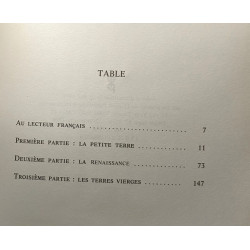 TABLE
AU LECTEUR FRANÇAIS . . . . . . . . . . . . . . . . . . . . 7
PREMIÈRE PARTIE : LA PETITE TERRE . . . . . . . . . . . . 11
DEUXIÈME PARTIE : LA RENAISSANCE . . . . . . . . . . . . 73
TROISIÈME PARTIE : LES TERRES VIERGES . . . . . . . . . . 147